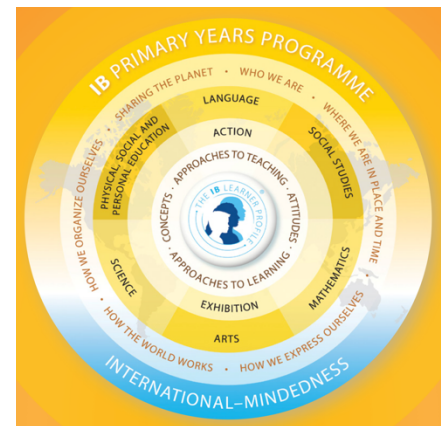 IB PRIMARY YEARS PROGRAMME
SHARING THE PLANET • WHO WE ARE • WHERE WE ARE IN PLACE AND TIME • HOW WE EXPRESS OURSELVES • HOW THE WORLD WORKS • HOW WE ORGANIZE OURSELVES •
LANGUAGE
SOCIAL STUDIES
MATHEMATICS
ARTS
SCIENCE
PHYSICAL, SOCIAL AND
PERSONAL EDUCATION
ACTION
APPROACHES TO TEACHING · ATTITUDES · APPROACHES TO LEARNING · CONCEPTS ·
THE IB LEARNER PROFILE
®
EXHIBITION
INTERNATIONAL–MINDEDNESS